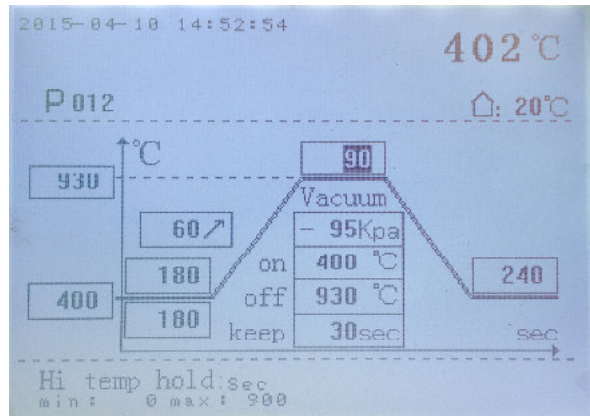 2015-04-10 14:52:54
402℃
P 012
: 20℃
℃
90
930
Vacuum
60↗
- 95Kpa
180
on 400 ℃
240
400
off 930 ℃
180
keep 30sec
sec
Hi temp hold:sec
min: 0 max: 900